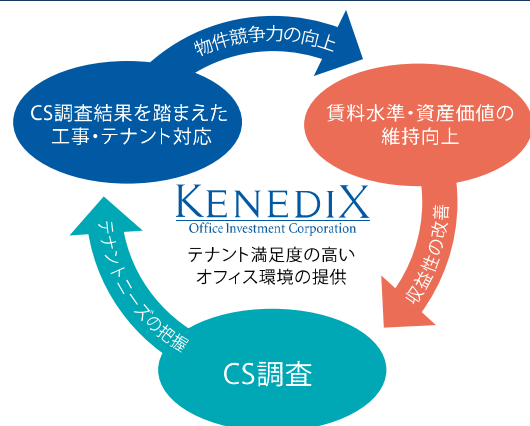 物件競争力の向上
CS調査結果を踏まえた
工事・テナント対応
賃料水準・資産価値の
維持向上
KENEDIX
Office Investment Corporation
テナント満足度の高い
オフィス環境の提供
収益性の改善
テナントニーズの把握
CS調査